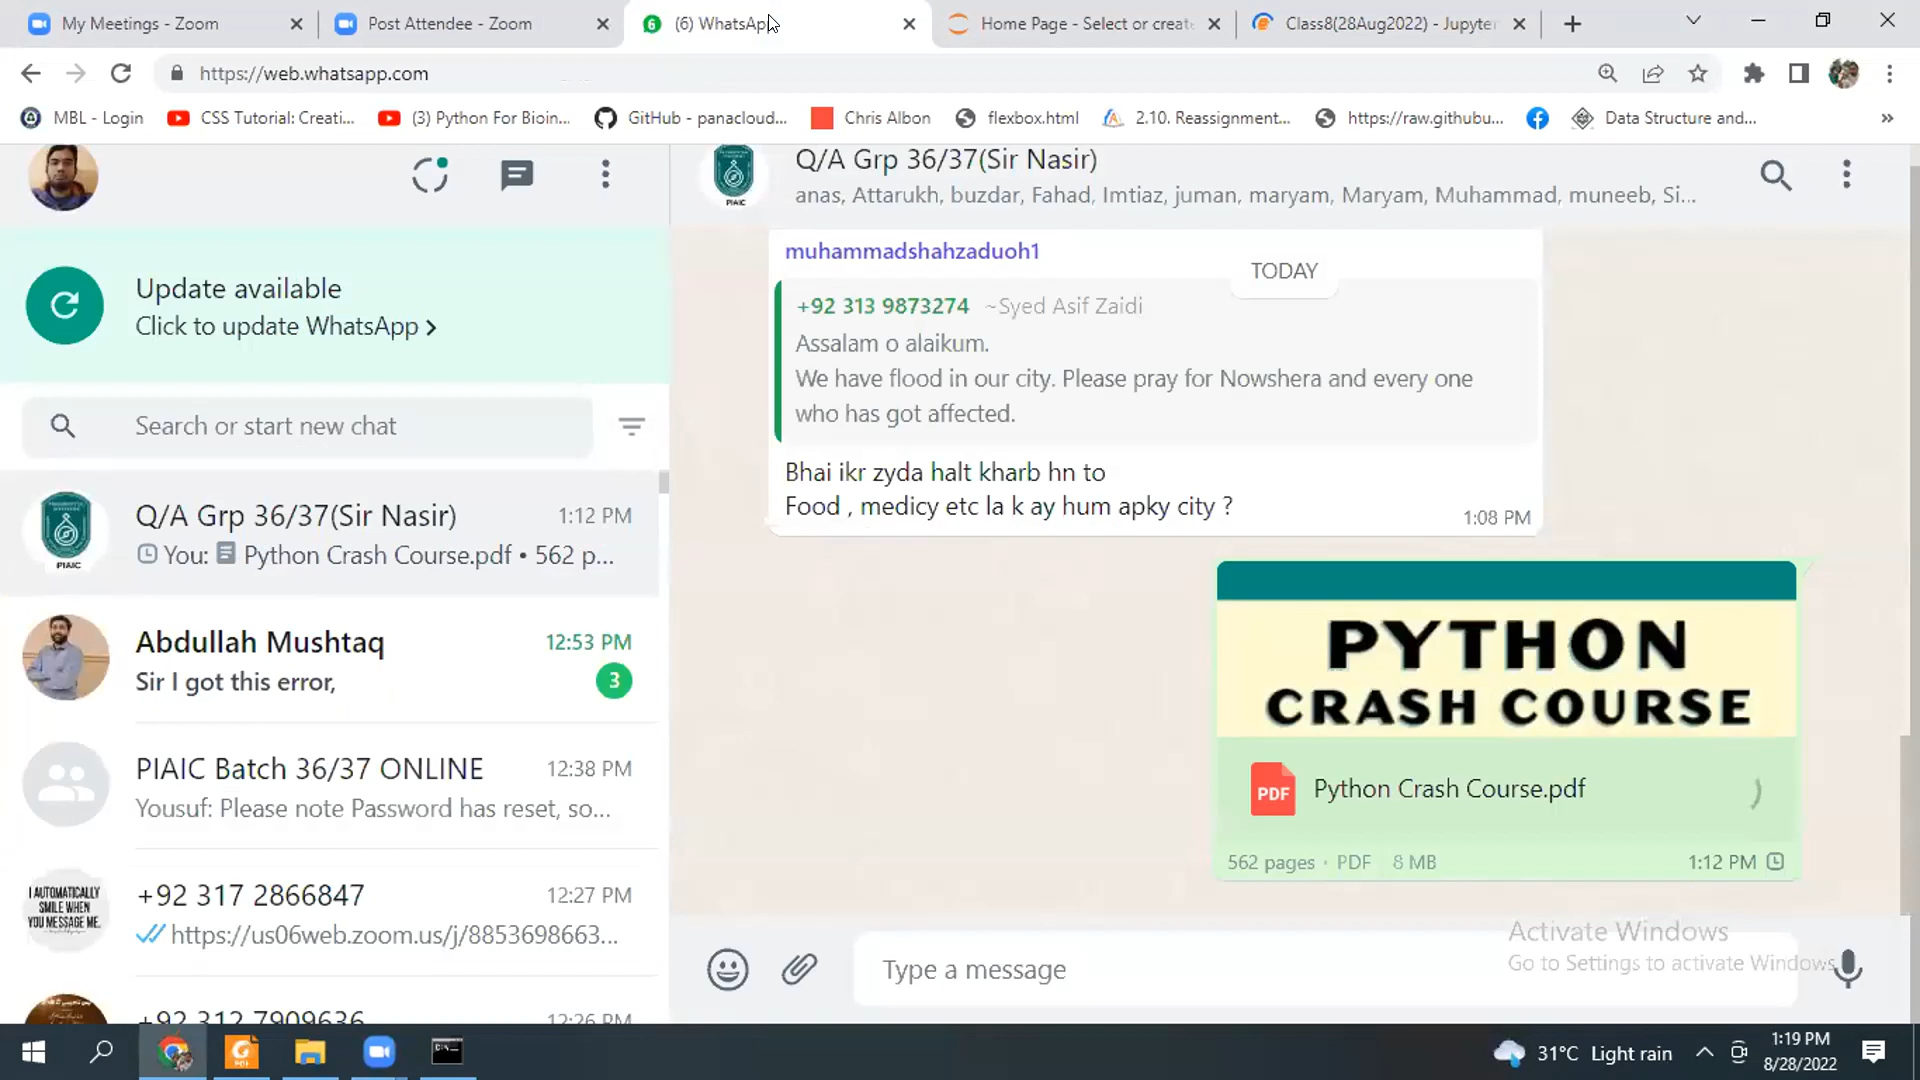 My Meetings - Zoom
Post Attendee - Zoom
(6) WhatsApp
Home Page - Select or create
Class8(28Aug2022) - Jupyter
https://web.whatsapp.com
MBL - Login
CSS Tutorial: Creati...
(3) Python For Bioin...
GitHub - panacloud...
Chris Albon
flexbox.html
2.10. Reassignment...
https://raw.githubu...
Data Structure and...
Q/A Grp 36/37(Sir Nasir)
anas, Attarukh, buzdar, Fahad, Imtiaz, juman, maryam, Maryam, Muhammad, muneeb, Si...
Update available
Click to update WhatsApp
Search or start new chat
Q/A Grp 36/37(Sir Nasir) 1:12 PM
You: Python Crash Course.pdf • 562 p...
PIAIC
Abdullah Mushtaq 12:53 PM
Sir I got this error, 3
PIAIC Batch 36/37 ONLINE 12:38 PM
Yousuf: Please note Password has reset, so...
I AUTOMATICALLY
SMILE WHEN
YOU MESSAGE ME.
+92 317 2866847 12:27 PM
https://us06web.zoom.us/j/8853698663...
+92 312 7909636 12:26 PM
PIAIC
muhammadshahzaduoh1
TODAY
+92 313 9873274 ~Syed Asif Zaidi
Assalam o alaikum.
We have flood in our city. Please pray for Nowshera and every one
who has got affected.
Bhai ikr zyda halt kharb hn to
Food , medicy etc la k ay hum apky city ?
1:08 PM
PYTHON
CRASH COURSE
PDF Python Crash Course.pdf
562 pages • PDF 8 MB 1:12 PM
Type a message
Activate Windows
Go to Settings to activate Windows.
31°C Light rain
1:19 PM
8/28/2022